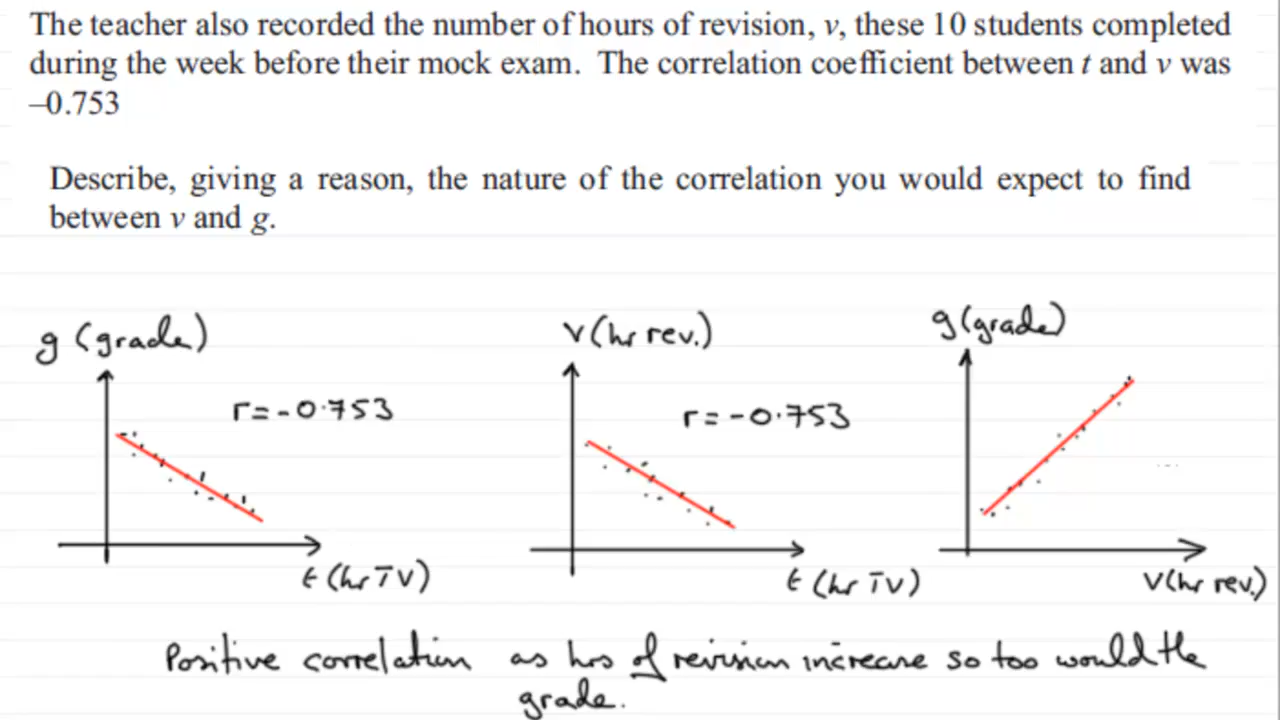 The teacher also recorded the number of hours of revision, v, these 10 students completed
during the week before their mock exam. The correlation coefficient between t and v was
–0.753
Describe, giving a reason, the nature of the correlation you would expect to find
between v and g.
g (grade)
r = -0.753
t (hr TV)
v (hr rev.)
r = -0.753
t (hr TV)
g (grade)
v (hr rev.)
Positive correlation as hrs of revision increase so too would the
grade.